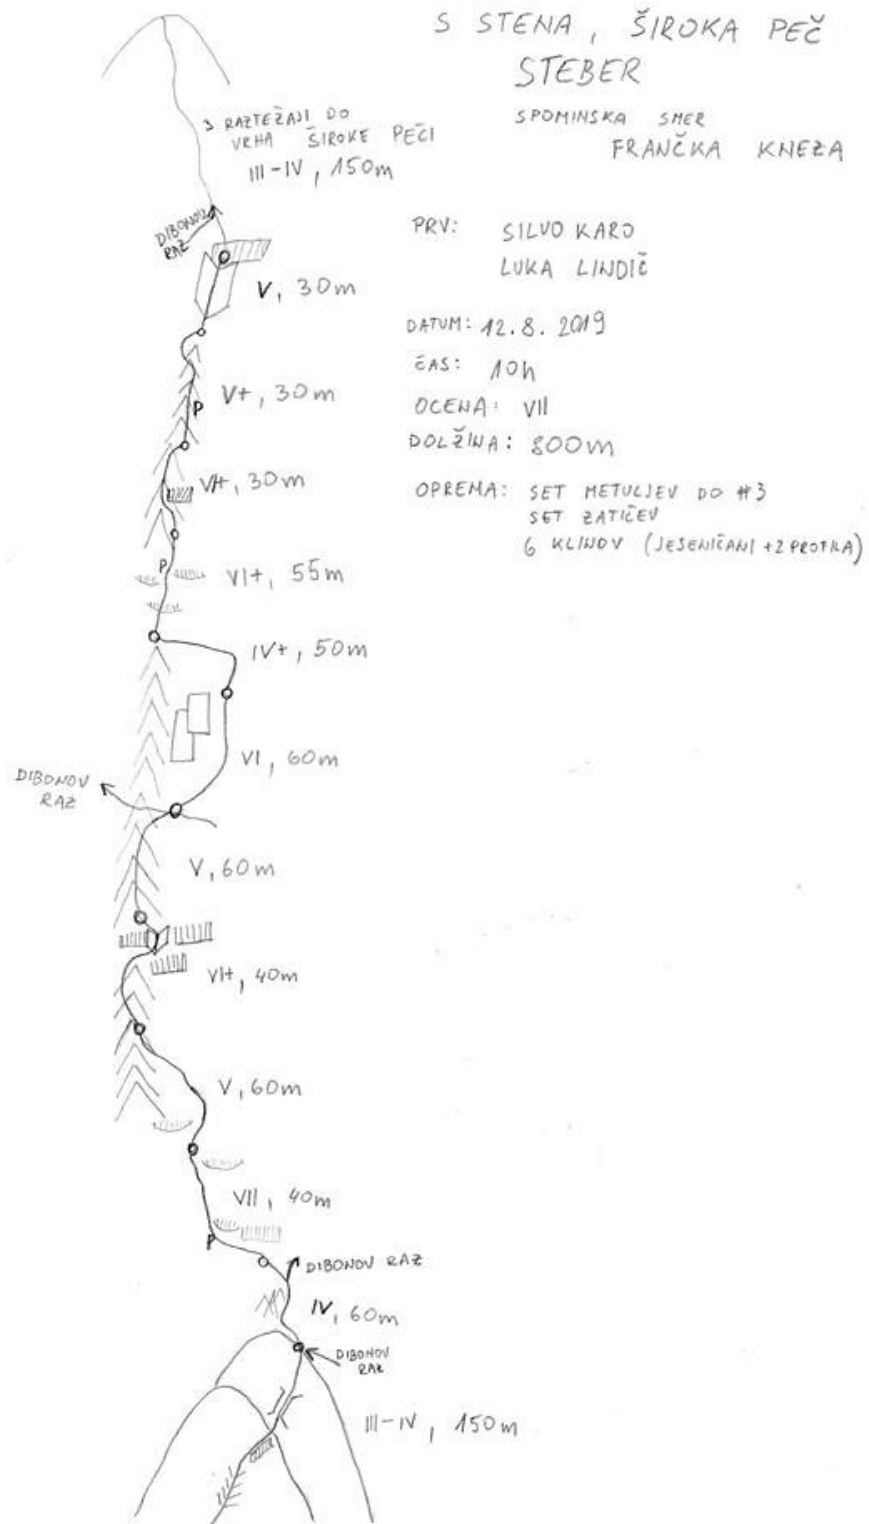 S STENA, ŠIROKA PEČ
STEBER
SPOMINSKA SMER
FRANČKA KNEZA
3 RAZTEŽAJI DO
VRHA ŠIROKE PEČI
III-IV, 150m
DIBONOV
RAZ
PRV: SILVO KARO
LUKA LINDIČ
V, 30m
DATUM: 12.8. 2019
ČAS: 10h
V+, 30m
P
OCENA: VII
DOLŽINA: 800m
VI+, 30m
OPREMA: SET METULJEV DO #3
SET ZATIČEV
6 KLINOV (JESENIČANI +2 PROFILA)
P
VI+, 55m
IV+, 50m
VI, 60m
DIBONOV
RAZ
V, 60m
VI+, 40m
V, 60m
VII, 40m
P
DIBONOV RAZ
IV, 60m
DIBONOV
RAZ
III-IV, 150m